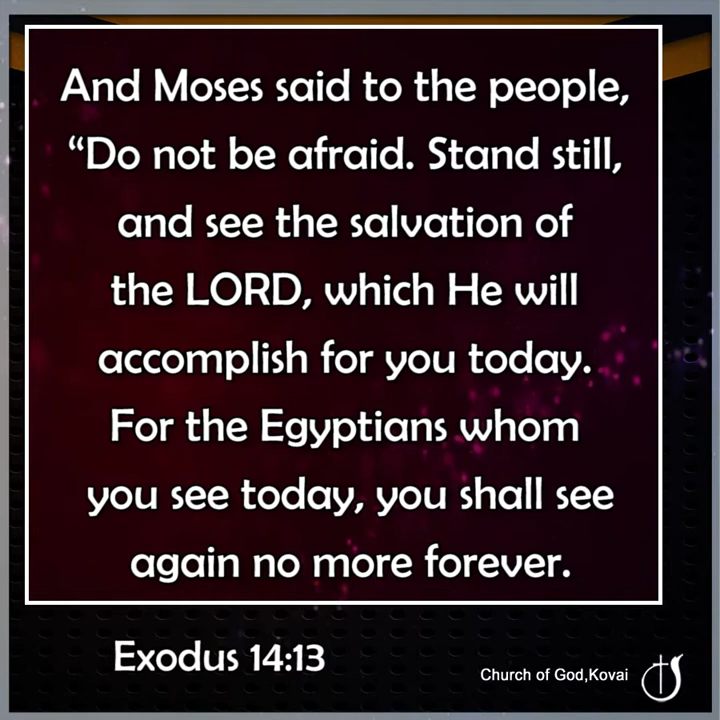 And Moses said to the people,
“Do not be afraid. Stand still,
and see the salvation of
the LORD, which He will
accomplish for you today.
For the Egyptians whom
you see today, you shall see
again no more forever.
Exodus 14:13
Church of God,Kovai